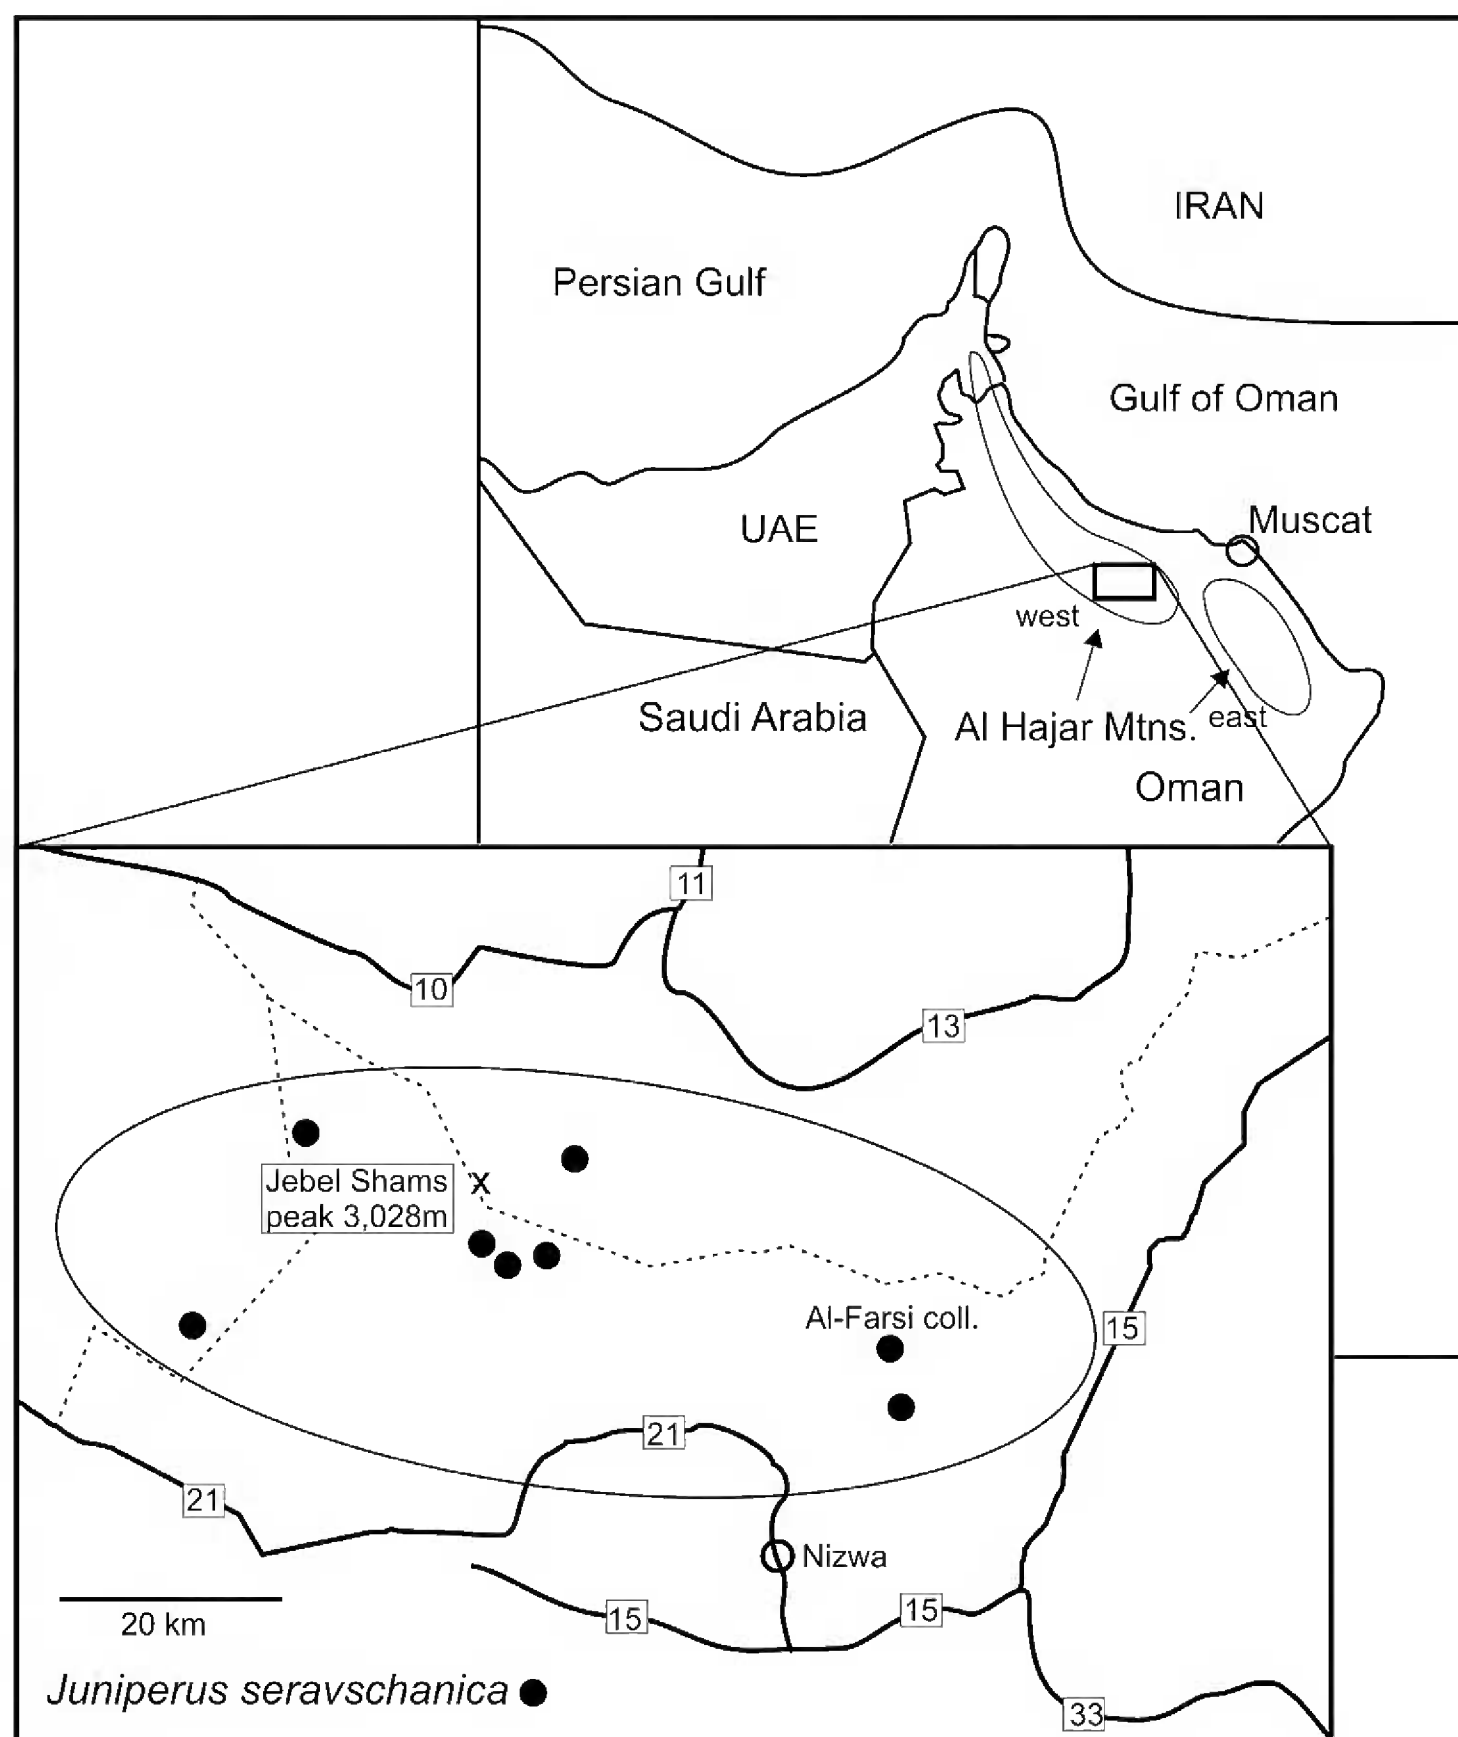 IRAN
Persian Gulf
Gulf of Oman
Muscat
UAE
west
Saudi Arabia
Al Hajar Mtns.
east
Oman
11
10
13
Jebel Shams
peak 3,028m
x
Al-Farsi coll.
15
21
21
Nizwa
15
15
20 km
Juniperus seravschanica
33